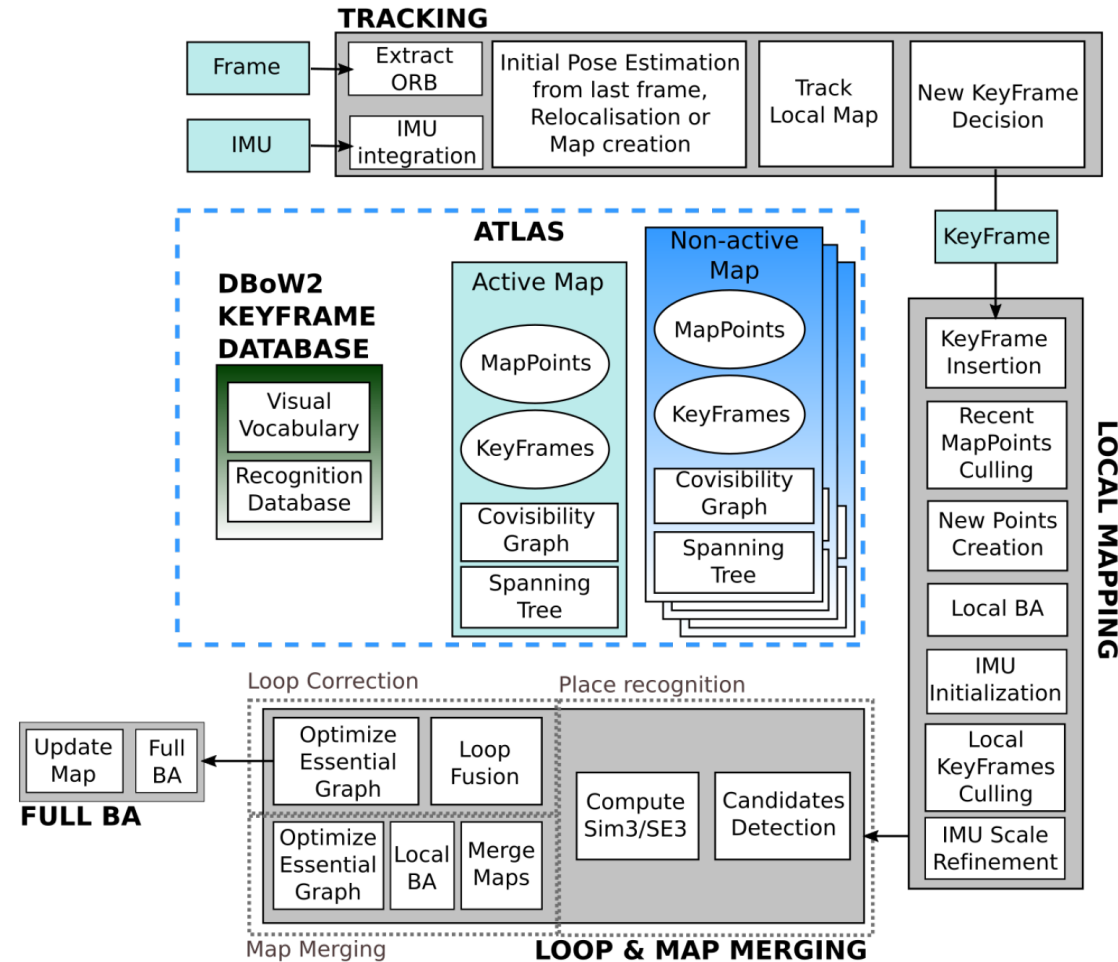 TRACKING
Frame
IMU
Extract
ORB
IMU
integration
Initial Pose Estimation
from last frame,
Relocalisation or
Map creation
Track
Local Map
New KeyFrame
Decision
KeyFrame
ATLAS
DBoW2
KEYFRAME
DATABASE
Visual
Vocabulary
Recognition
Database
Active Map
MapPoints
KeyFrames
Covisibility
Graph
Spanning
Tree
Non-active
Map
MapPoints
KeyFrames
Covisibility
Graph
Spanning
Tree
LOCAL MAPPING
KeyFrame
Insertion
Recent
MapPoints
Culling
New Points
Creation
Local BA
IMU
Initialization
Local
KeyFrames
Culling
IMU Scale
Refinement
Loop Correction
Place recognition
Optimize
Essential
Graph
Loop
Fusion
Compute
Sim3/SE3
Candidates
Detection
Optimize
Essential
Graph
Local
BA
Merge
Maps
Map Merging
LOOP & MAP MERGING
Update
Map
Full
BA
FULL BA